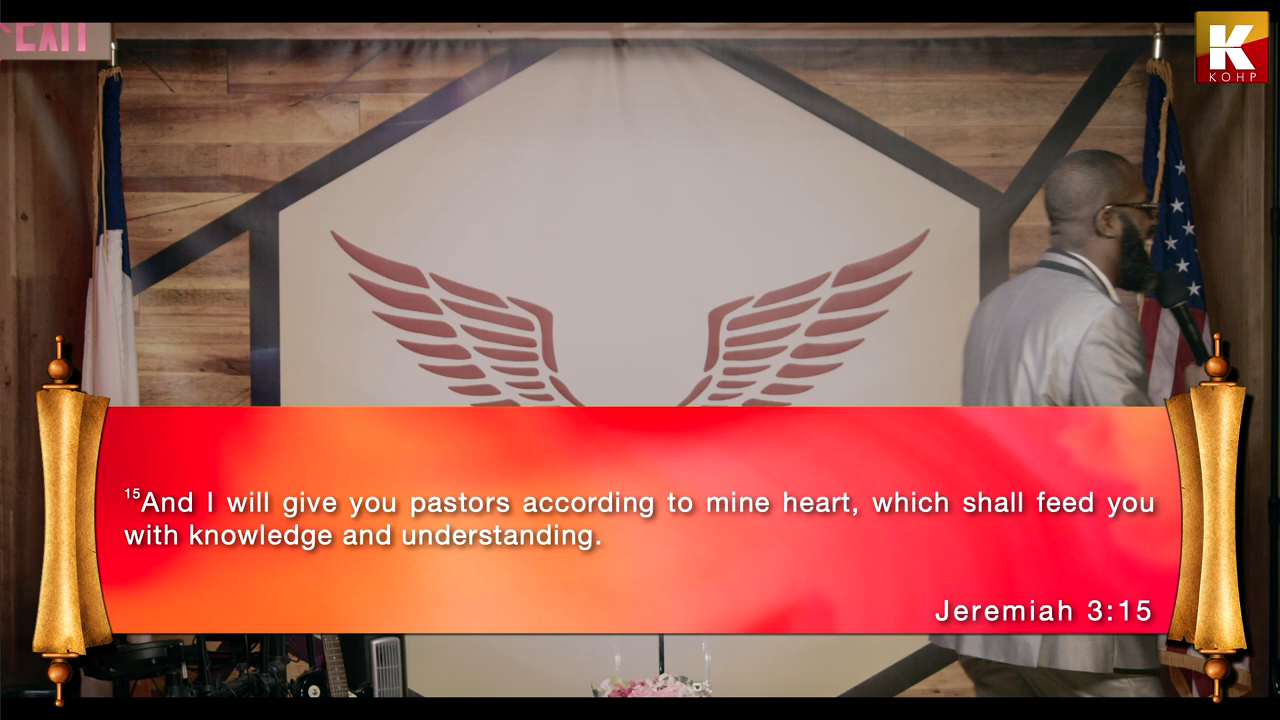 EXIT
K
KOHP
15And I will give you pastors according to mine heart, which shall feed you
with knowledge and understanding.
Jeremiah 3:15